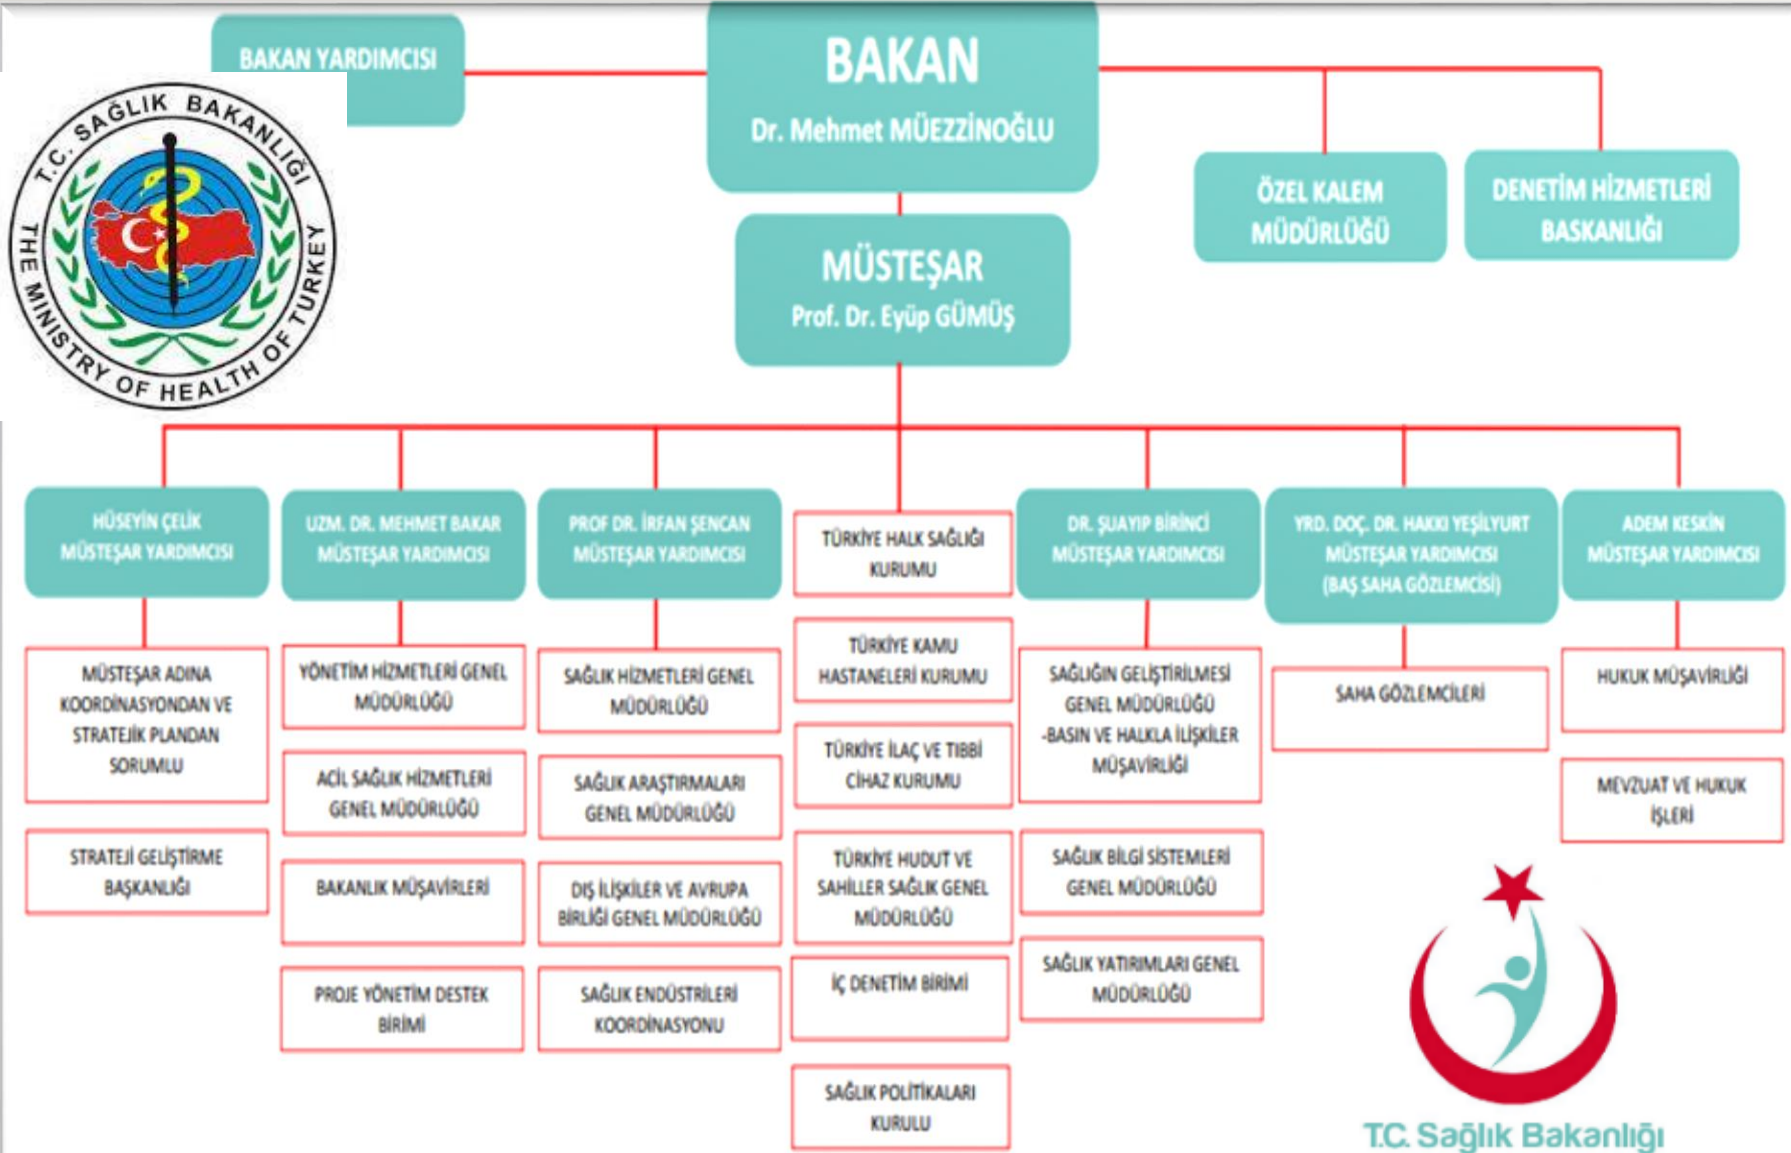 BAKAN YARDIMCISI
BAKAN
Dr. Mehmet MÜEZZİNOĞLU
ÖZEL KALEM
MÜDÜRLÜĞÜ
DENETİM HİZMETLERİ
BASKANLIĞI
T.C. SAĞLIK BAKANLIĞI
THE MINISTRY OF HEALTH OF TURKEY
MÜSTEŞAR
Prof. Dr. Eyüp GÜMÜŞ
HÜSEYİN ÇELİK
MÜSTEŞAR YARDIMCISI
MÜSTEŞAR ADINA
KOORDİNASYONDAN VE
STRATEJİK PLANDAN
SORUMLU
STRATEJİ GELİŞTİRME
BAŞKANLIĞI
UZM. DR. MEHMET BAKAR
MÜSTEŞAR YARDIMCISI
YÖNETİM HİZMETLERİ GENEL
MÜDÜRLÜĞÜ
ACİL SAĞLIK HİZMETLERİ
GENEL MÜDÜRLÜĞÜ
BAKANLIK MÜŞAVİRLERİ
PROJE YÖNETİM DESTEK
BİRİMİ
PROF DR. İRFAN ŞENCAN
MÜSTEŞAR YARDIMCISI
SAĞLIK HİZMETLERİ GENEL
MÜDÜRLÜĞÜ
SAĞLIK ARAŞTIRMALARI
GENEL MÜDÜRLÜĞÜ
DIŞ İLİŞKİLER VE AVRUPA
BİRLİĞİ GENEL MÜDÜRLÜĞÜ
SAĞLIK ENDÜSTRİLERİ
KOORDİNASYONU
TÜRKİYE HALK SAĞLIĞI
KURUMU
TÜRKİYE KAMU
HASTANELERİ KURUMU
TÜRKİYE İLAÇ VE TIBBİ
CİHAZ KURUMU
TÜRKİYE HUDUT VE
SAHİLLER SAĞLIK GENEL
MÜDÜRLÜĞÜ
İÇ DENETİM BİRİMİ
SAĞLIK POLİTİKALARI
KURULU
DR. ŞUAYIP BİRİNCİ
MÜSTEŞAR YARDIMCISI
SAĞLIĞIN GELİŞTİRİLMESİ
GENEL MÜDÜRLÜĞÜ
-BASIN VE HALKLA İLİŞKİLER
MÜŞAVİRLİĞİ
SAĞLIK BİLGİ SİSTEMLERİ
GENEL MÜDÜRLÜĞÜ
SAĞLIK YATIRIMLARI GENEL
MÜDÜRLÜĞÜ
YRD. DOÇ. DR. HAKKI YEŞİLYURT
MÜSTEŞAR YARDIMCISI
(BAŞ SAHA GÖZLEMCİSİ)
SAHA GÖZLEMCİLERİ
ADEM KESKİN
MÜSTEŞAR YARDIMCISI
HUKUK MÜŞAVİRLİĞİ
MEVZUAT VE HUKUK
İŞLERİ
T.C. Sağlık Bakanlığı